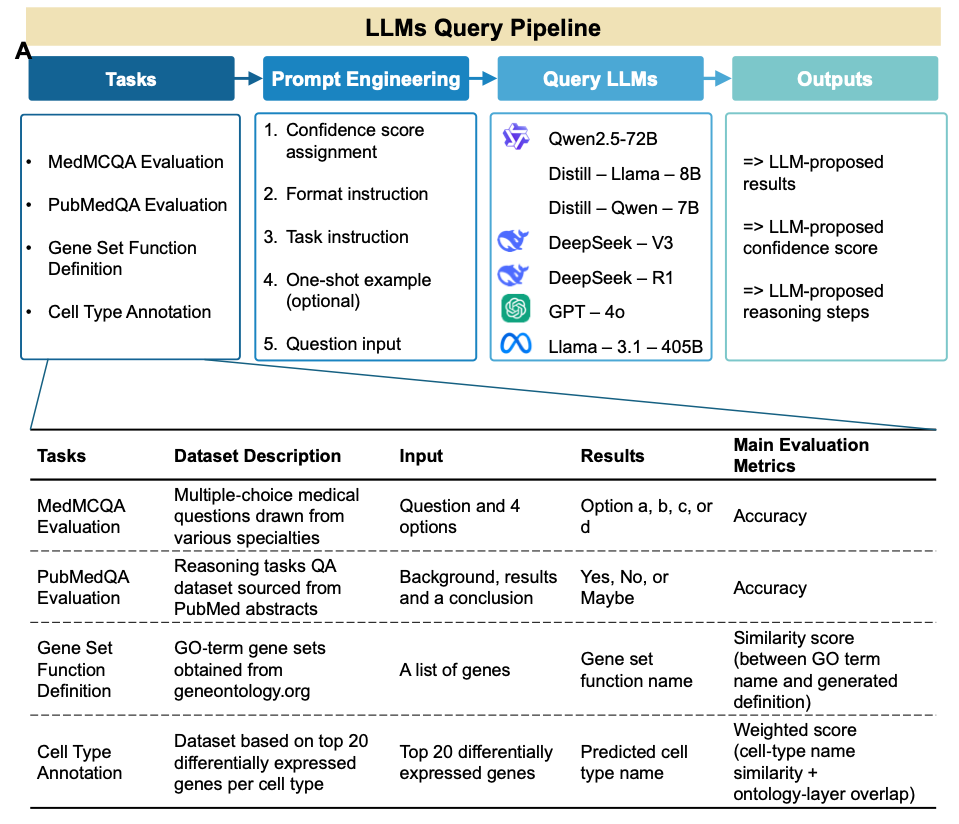 LLMs Query Pipeline
A
Tasks
Prompt Engineering
Query LLMs
Outputs
• MedMCQA Evaluation
• PubMedQA Evaluation
• Gene Set Function
Definition
• Cell Type Annotation
1. Confidence score
assignment
2. Format instruction
3. Task instruction
4. One-shot example
(optional)
5. Question input
Qwen2.5-72B
Distill – Llama – 8B
Distill – Qwen – 7B
DeepSeek – V3
DeepSeek – R1
GPT – 4o
Llama – 3.1 – 405B
=> LLM-proposed
results
=> LLM-proposed
confidence score
=> LLM-proposed
reasoning steps
Tasks
Dataset Description
Input
Results
Main Evaluation
Metrics
MedMCQA
Evaluation
Multiple-choice medical
questions drawn from
various specialties
Question and 4
options
Option a, b, c, or
d
Accuracy
PubMedQA
Evaluation
Reasoning tasks QA
dataset sourced from
PubMed abstracts
Background, results
and a conclusion
Yes, No, or
Maybe
Accuracy
Gene Set
Function
Definition
GO-term gene sets
obtained from
geneontology.org
A list of genes
Gene set
function name
Similarity score
(between GO term
name and generated
definition)
Cell Type
Annotation
Dataset based on top 20
differentially expressed
genes per cell type
Top 20 differentially
expressed genes
Predicted cell
type name
Weighted score
(cell-type name
similarity +
ontology-layer overlap)